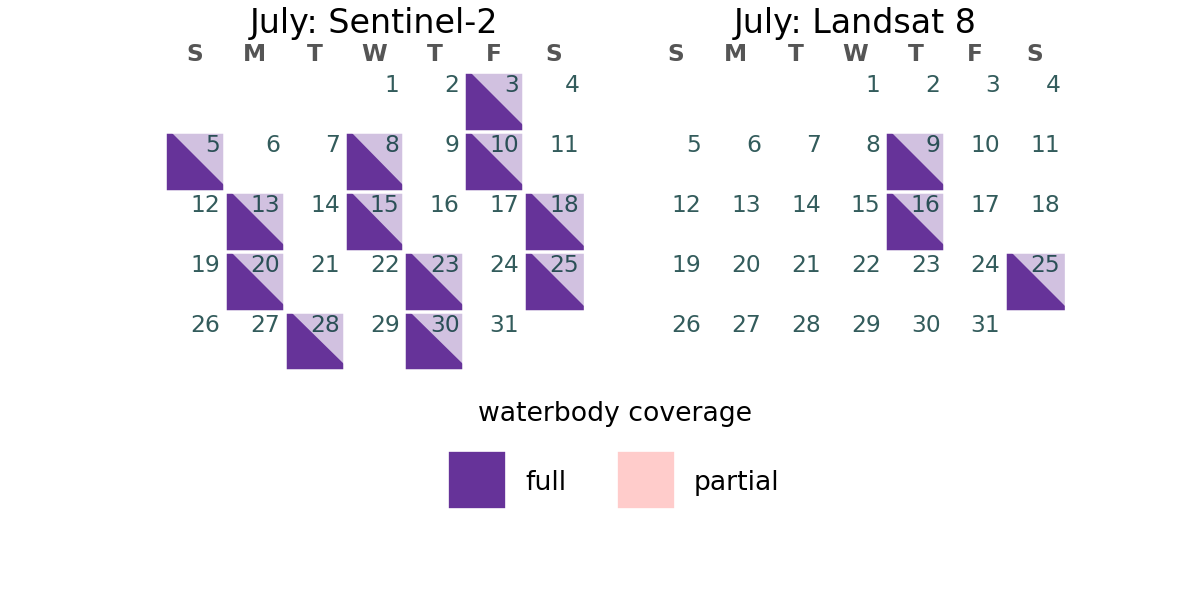 July: Sentinel-2
S M T W T F S
1 2 3 4
5 6 7 8 9 10 11
12 13 14 15 16 17 18
19 20 21 22 23 24 25
26 27 28 29 30 31
July: Landsat 8
S M T W T F S
1 2 3 4
5 6 7 8 9 10 11
12 13 14 15 16 17 18
19 20 21 22 23 24 25
26 27 28 29 30 31
waterbody coverage
full partial